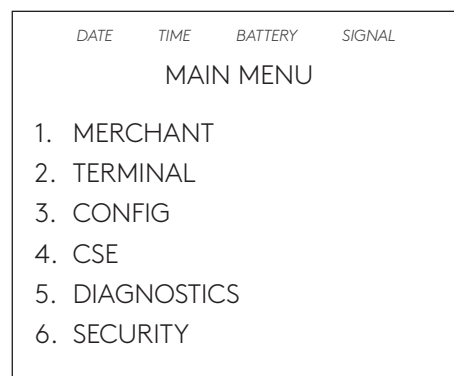 DATE TIME BATTERY SIGNAL
MAIN MENU
1. MERCHANT
2. TERMINAL
3. CONFIG
4. CSE
5. DIAGNOSTICS
6. SECURITY